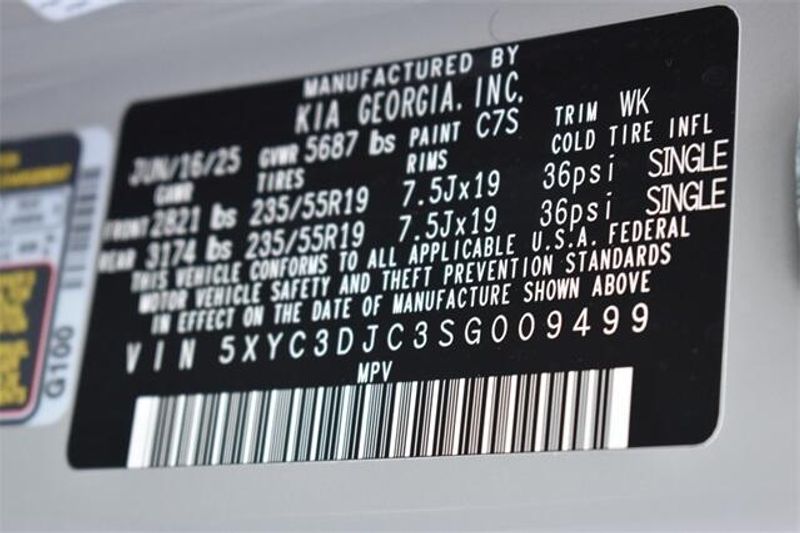 MANUFACTURED BY
KIA GEORGIA, INC.
JUN/16/25 GVWR 5687 lbs PAINT C7S TRIM WK
GAWR TIRES RIMS COLD TIRE INFL
FRONT 2821 lbs 235/55R19 7.5Jx19 36psi SINGLE
REAR 3174 lbs 235/55R19 7.5Jx19 36psi SINGLE
THIS VEHICLE CONFORMS TO ALL APPLICABLE U.S.A. FEDERAL
MOTOR VEHICLE SAFETY AND THEFT PREVENTION STANDARDS
IN EFFECT ON THE DATE OF MANUFACTURE SHOWN ABOVE
VIN 5XYC3DJC3SG009499
MPV
G100